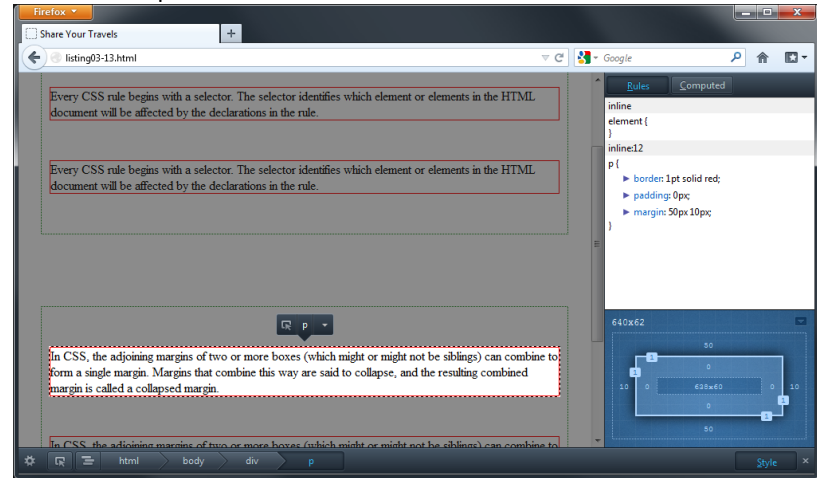 Firefox
Share Your Travels
+
listing03-13.html
Google
Every CSS rule begins with a selector. The selector identifies which element or elements in the HTML
document will be affected by the declarations in the rule.
Every CSS rule begins with a selector. The selector identifies which element or elements in the HTML
document will be affected by the declarations in the rule.
p
In CSS, the adjoining margins of two or more boxes (which might or might not be siblings) can combine to
form a single margin. Margins that combine this way are said to collapse, and the resulting combined
margin is called a collapsed margin.
In CSS, the adjoining margins of two or more boxes (which might or might not be siblings) can combine to
Rules Computed
inline
element {
}
inline:12
p {
border: 1pt solid red;
padding: 0px;
margin: 50px 10px;
}
640x62
50
1
0
1
10 0 638x60 0 10
1
0
1
50
html body div p
Style ×